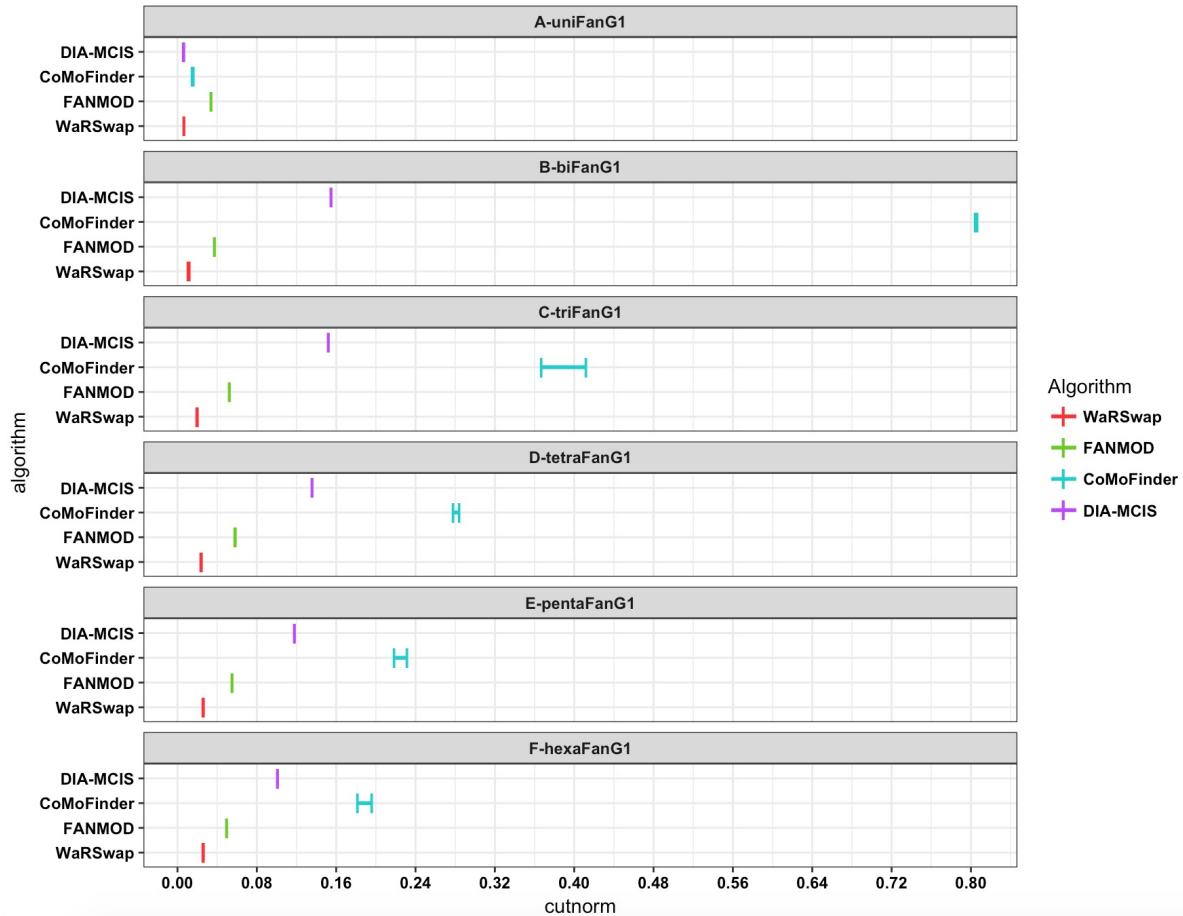 A-uniFanG1
DIA-MCIS
CoMoFinder
FANMOD
WaRSwap
B-biFanG1
DIA-MCIS
CoMoFinder
FANMOD
WaRSwap
C-triFanG1
DIA-MCIS
CoMoFinder
FANMOD
WaRSwap
D-tetraFanG1
DIA-MCIS
CoMoFinder
FANMOD
WaRSwap
E-pentaFanG1
DIA-MCIS
CoMoFinder
FANMOD
WaRSwap
F-hexaFanG1
DIA-MCIS
CoMoFinder
FANMOD
WaRSwap
0.00 0.08 0.16 0.24 0.32 0.40 0.48 0.56 0.64 0.72 0.80
cutnorm
algorithm
Algorithm
WaRSwap
FANMOD
CoMoFinder
DIA-MCIS